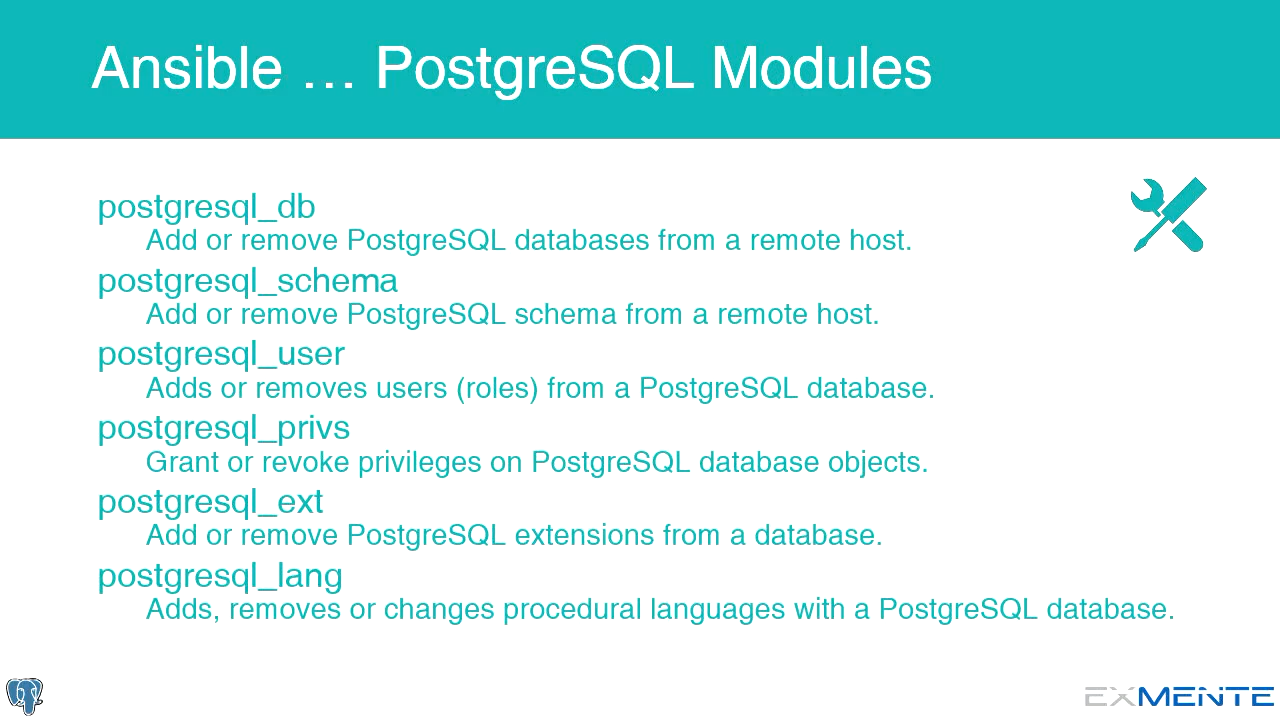 Ansible … PostgreSQL Modules
postgresql_db
Add or remove PostgreSQL databases from a remote host.
postgresql_schema
Add or remove PostgreSQL schema from a remote host.
postgresql_user
Adds or removes users (roles) from a PostgreSQL database.
postgresql_privs
Grant or revoke privileges on PostgreSQL database objects.
postgresql_ext
Add or remove PostgreSQL extensions from a database.
postgresql_lang
Adds, removes or changes procedural languages with a PostgreSQL database.
EXMENTE